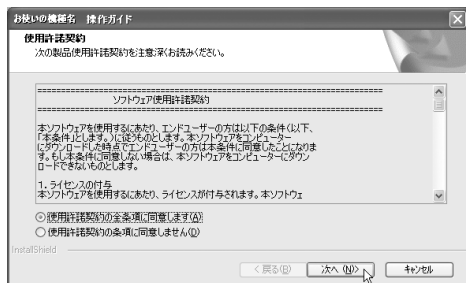 お使いの機種名 操作ガイド
使用許諾契約
次の製品使用許諾契約を注意深くお読みください。
ソフトウェア使用許諾契約
本ソフトウェアを使用するにあたり、エンドユーザーの方は以下の条件(以下、
「本条件」とします。)に従うものとします。本ソフトウェアをコンピューター
にダウンロードした時点でエンドユーザーの方は本条件に同意したことになりま
す。もし本条件に同意しない場合は、本ソフトウェアをコンピューターにダウン
ロードできないものとします。
1. ライセンスの付与
本ソフトウェアを使用するにあたり、ライセンスが付与されます。本ソフトウェ
使用許諾契約の全条項に同意します(A)
使用許諾契約の条項に同意しません(D)
InstallShield
< 戻る(B)
次へ (N)>
キャンセル